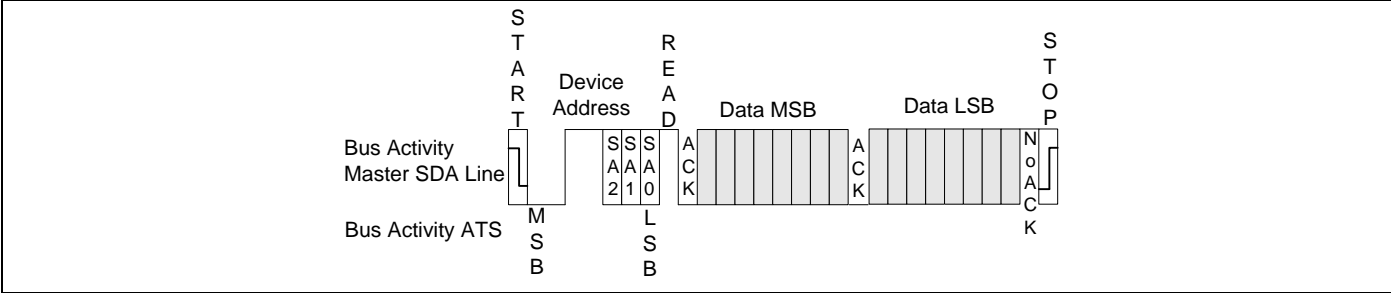 START
Device
Address
READ
Data MSB
Data LSB
STOP
Bus Activity
Master SDA Line
SA2
SA1
SA0
ACK
ACK
NoACK
Bus Activity ATS
MSB
LSB